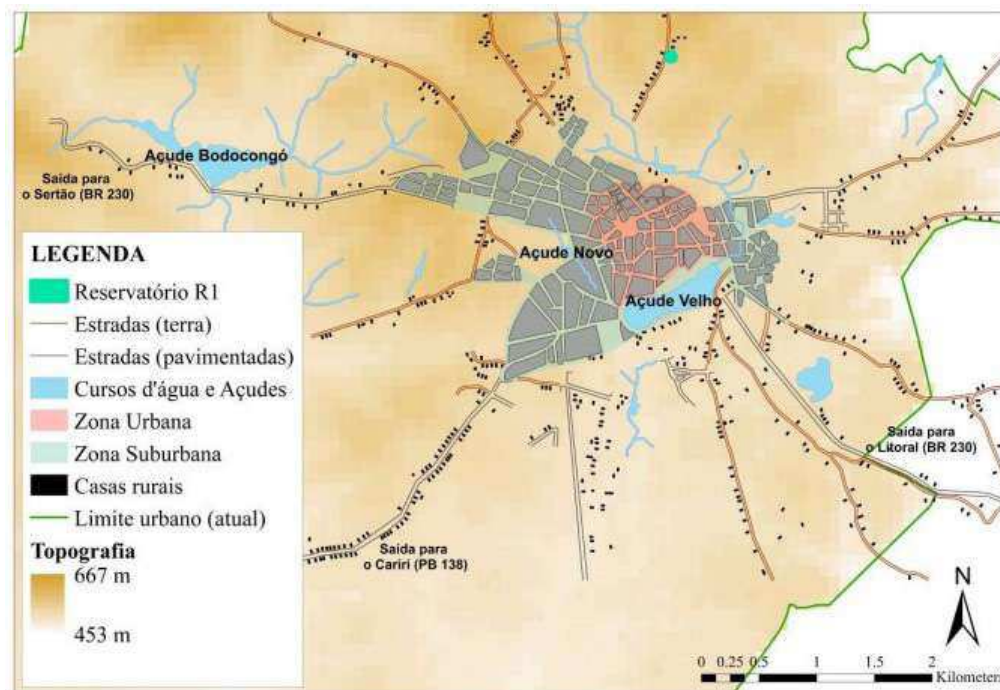 Açude Bodocongó
Saída para
o Sertão (BR 230)
Açude Novo
Açude Velho
Saída para
o Litoral (BR 230)
Saída para
o Cariri (PB 138)
LEGENDA
Reservatório R1
Estradas (terra)
Estradas (pavimentadas)
Cursos d'água e Açudes
Zona Urbana
Zona Suburbana
Casas rurais
Limite urbano (atual)
Topografia
667 m
453 m
N
0 0.25 0.5 1 1.5 2
Kilometers